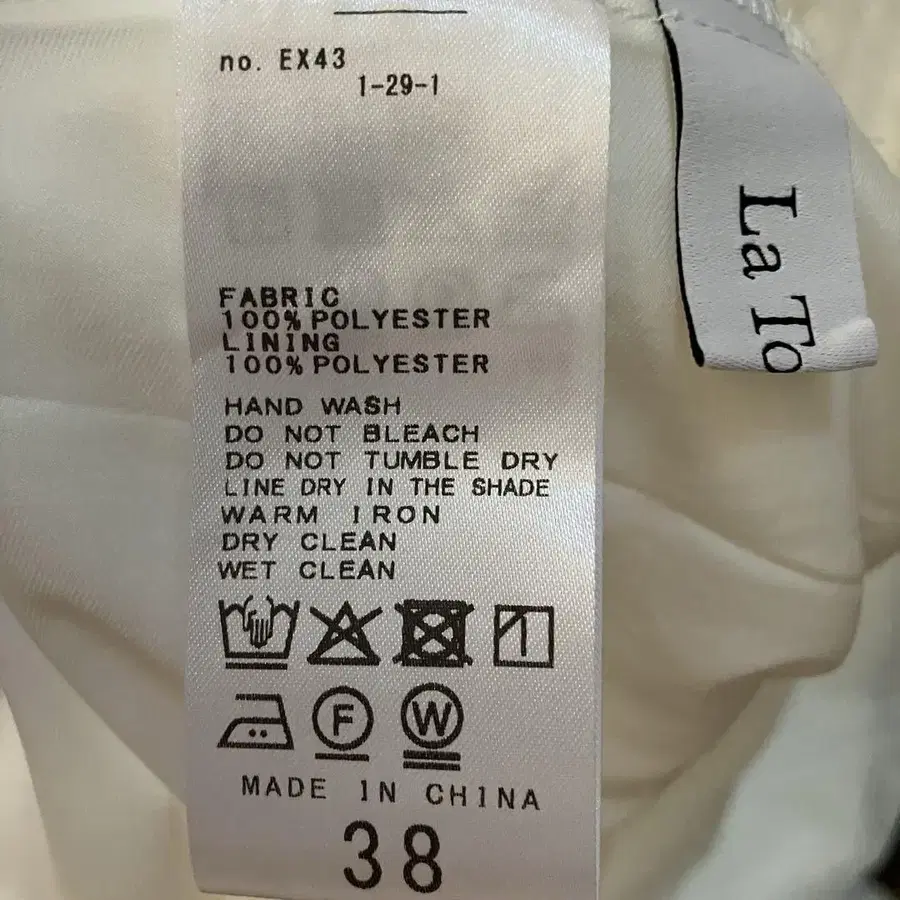 no. EX43
1-29-1
FABRIC
100% POLYESTER
LINING
100% POLYESTER
HAND WASH
DO NOT BLEACH
DO NOT TUMBLE DRY
LINE DRY IN THE SHADE
WARM IRON
DRY CLEAN
WET CLEAN
F
W
MADE IN CHINA
38
La To